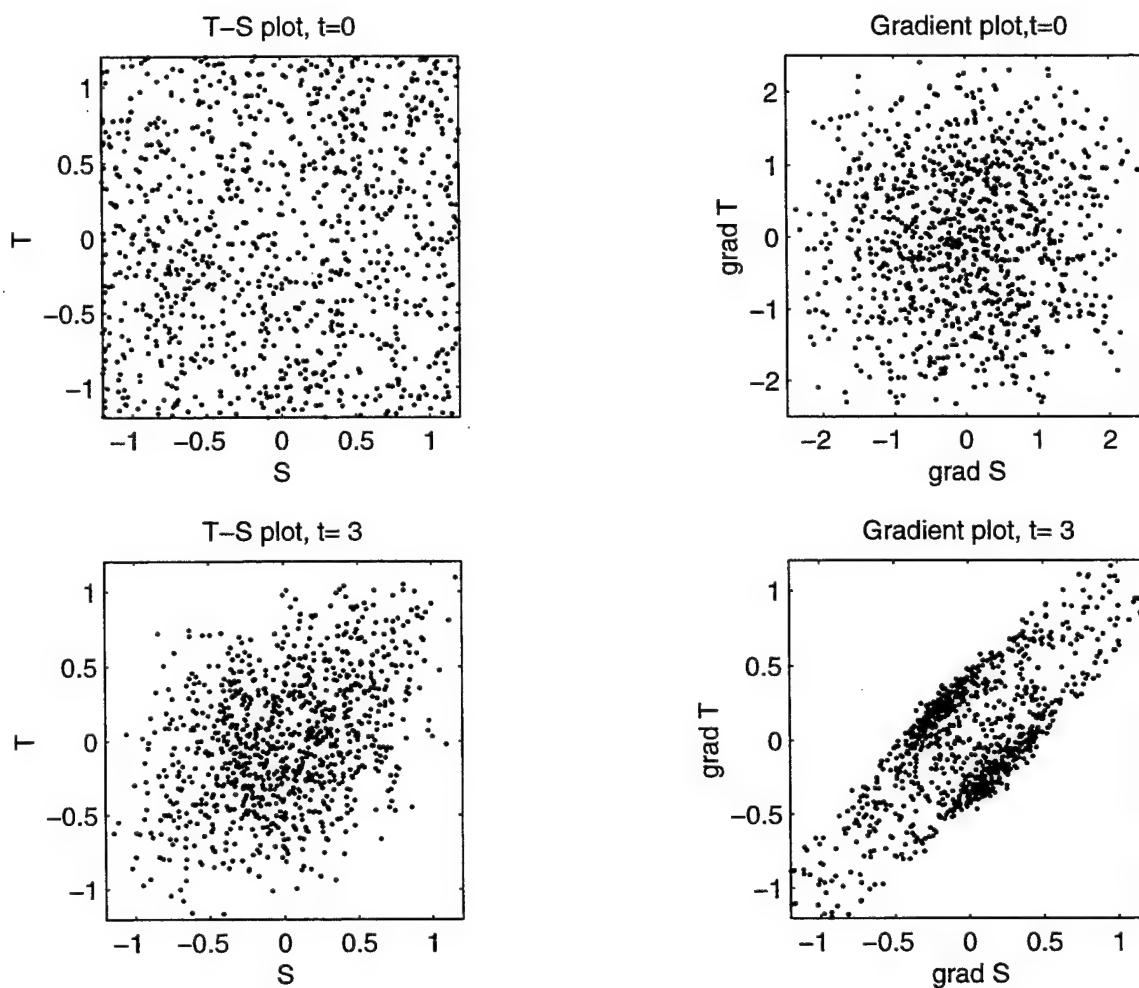 T-S plot, t=0
T
1
0.5
0
-0.5
-1
-1 -0.5 0 0.5 1
S
Gradient plot,t=0
grad T
2
1
0
-1
-2
-2 -1 0 1 2
grad S
T-S plot, t= 3
T
1
0.5
0
-0.5
-1
-1 -0.5 0 0.5 1
S
Gradient plot, t= 3
grad T
1
0.5
0
-0.5
-1
-1 -0.5 0 0.5 1
grad S